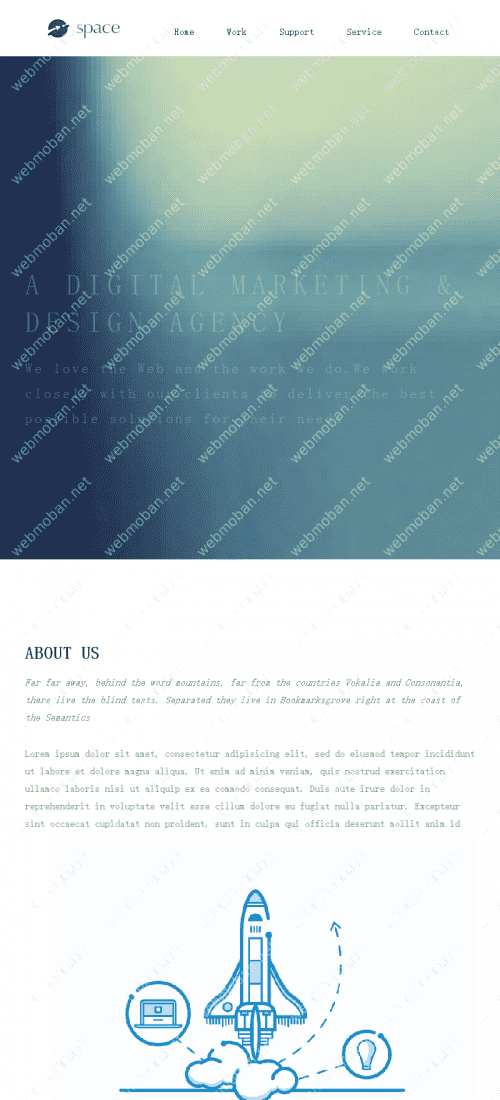 space
Home Work Support Service Contact
A DIGITAL MARKETING &
DESIGN AGENCY
We love the Web and the work we do.We work
closely with our clients to deliver the best
possible solutions for their needs
webmoban.net
ABOUT US
Far far away, behind the word mountains, far from the countries Vokalia and Consonantia,
there live the blind texts. Separated they live in Bookmarksgrove right at the coast of
the Semantics
Lorem ipsum dolor sit amet, consectetur adipisicing elit, sed do eiusmod tempor incididunt
ut labore et dolore magna aliqua. Ut enim ad minim veniam, quis nostrud exercitation
ullamco laboris nisi ut aliquip ex ea commodo consequat. Duis aute irure dolor in
reprehenderit in voluptate velit esse cillum dolore eu fugiat nulla pariatur. Excepteur
sint occaecat cupidatat non proident, sunt in culpa qui officia deserunt mollit anim id